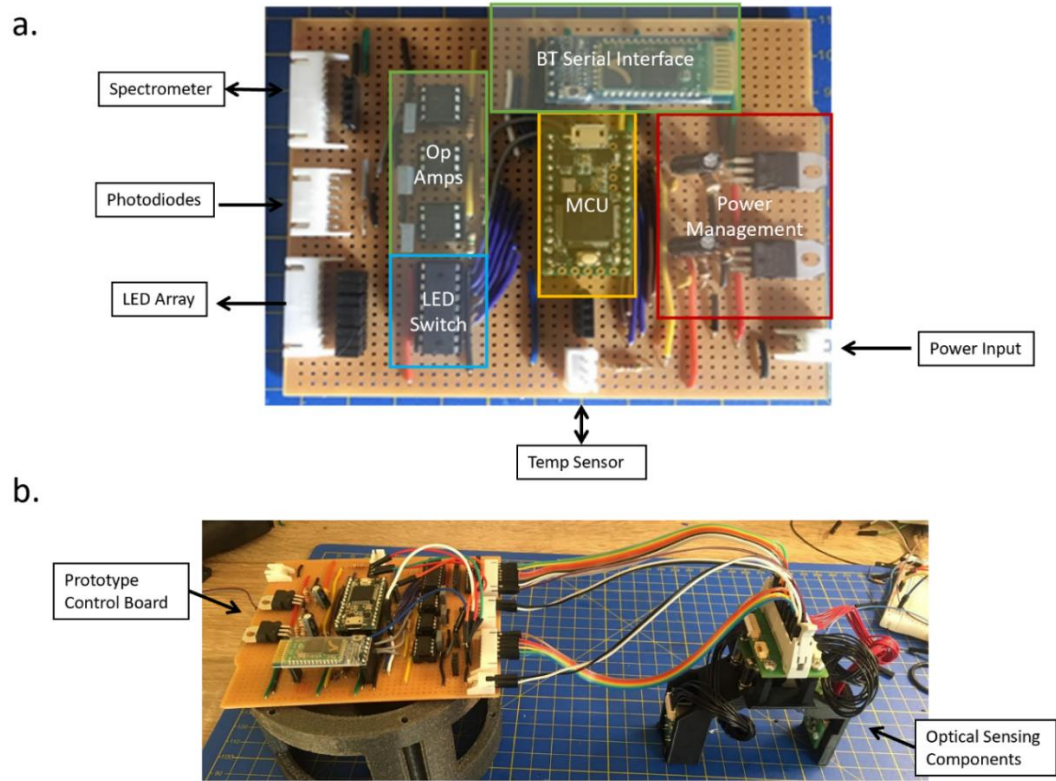 a.
BT Serial Interface
Spectrometer
Op
Amps
Photodiodes
MCU
Power
Management
LED Array
LED
Switch
Power Input
Temp Sensor
b.
Prototype
Control Board
Optical Sensing
Components